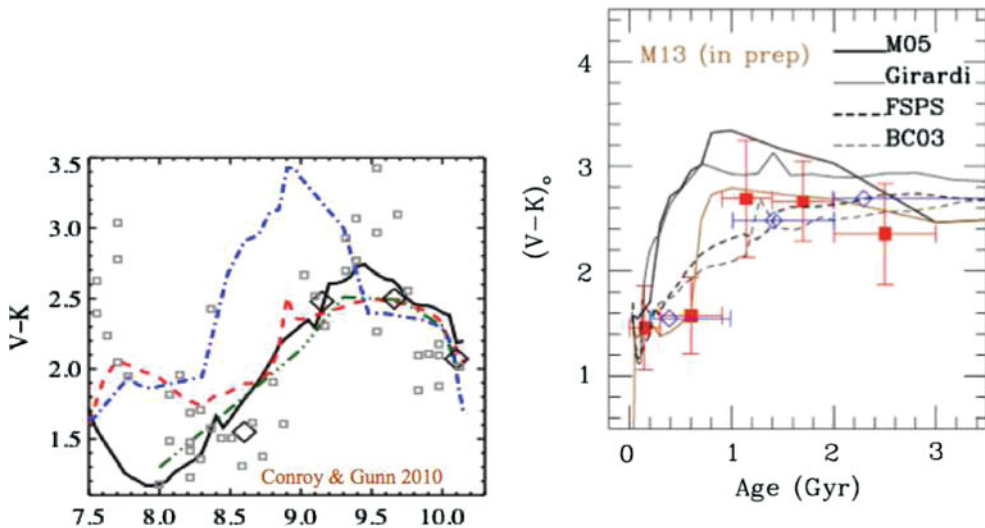 3.5
3.0
2.5
2.0
1.5
V-K
7.5 8.0 8.5 9.0 9.5 10.0
Conroy & Gunn 2010
M13 (in prep)
M05
Girardi
FSPS
BC03
4
3
2
1
(V-K)o
0 1 2 3
Age (Gyr)